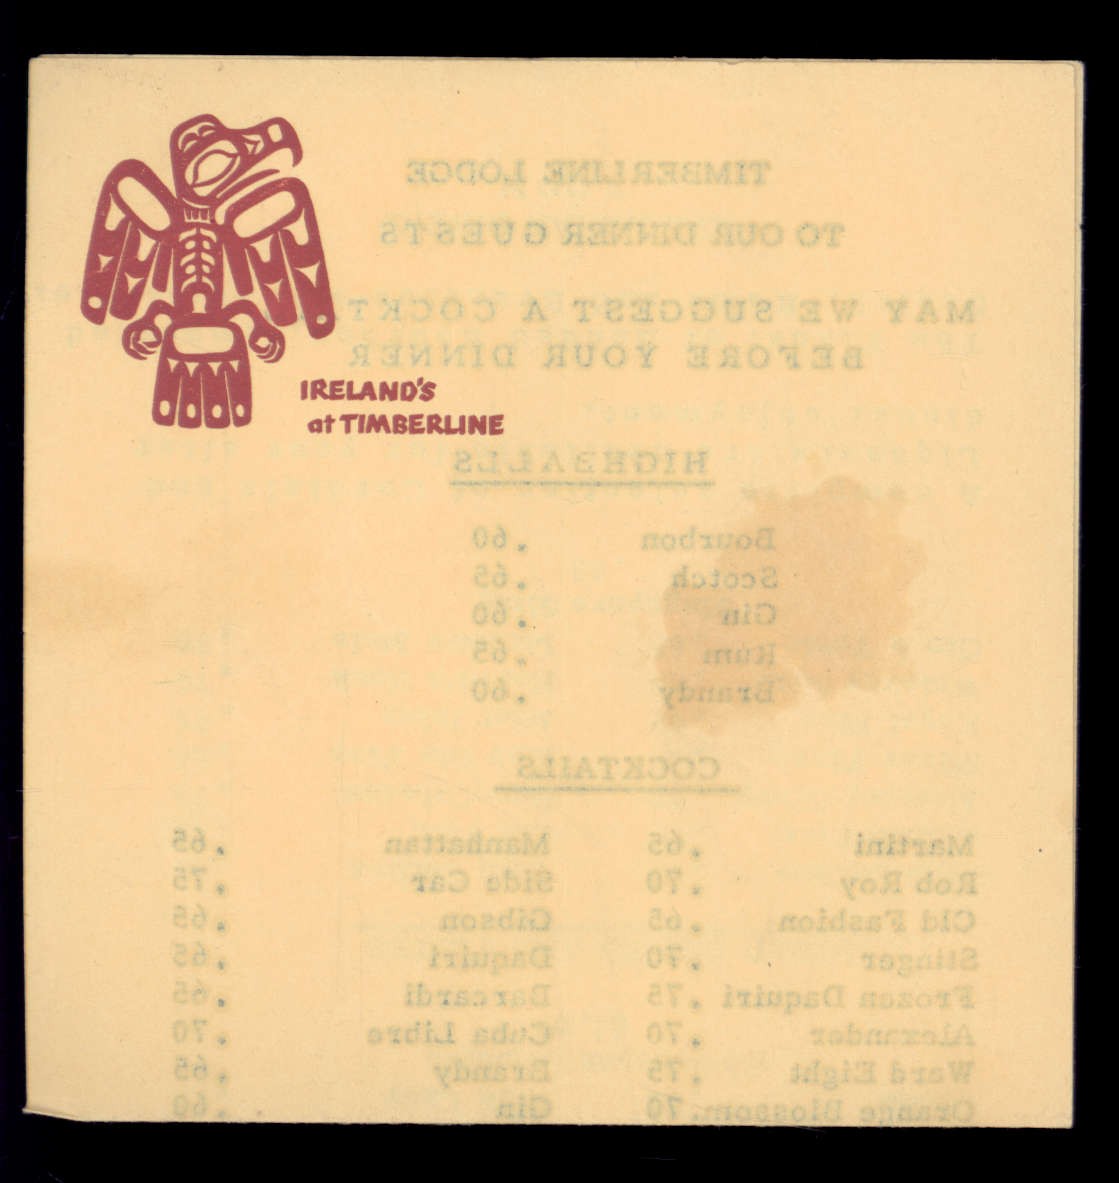 IRELAND'S
at TIMBERLINE
TIMBERLINE LODGE
TO OUR DINNER GUESTS
MAY WE SUGGEST A COCKT
BEFORE YOUR DINNER
HIGHBALLS
Bourbon .60
Scotch .65
Gin .60
Rum .65
Brandy .60
COCKTAILS
Martini .65 Manhattan .65
Rob Roy .70 Side Car .75
Old Fashion .65 Gibson .65
Stinger .70 Daquiri .65
Frozen Daquiri .75 Barcardi .65
Alexander .70 Cuba Libre .70
Ward Eight .75 Brandy .65
Orange Blossom .70 Gin .60